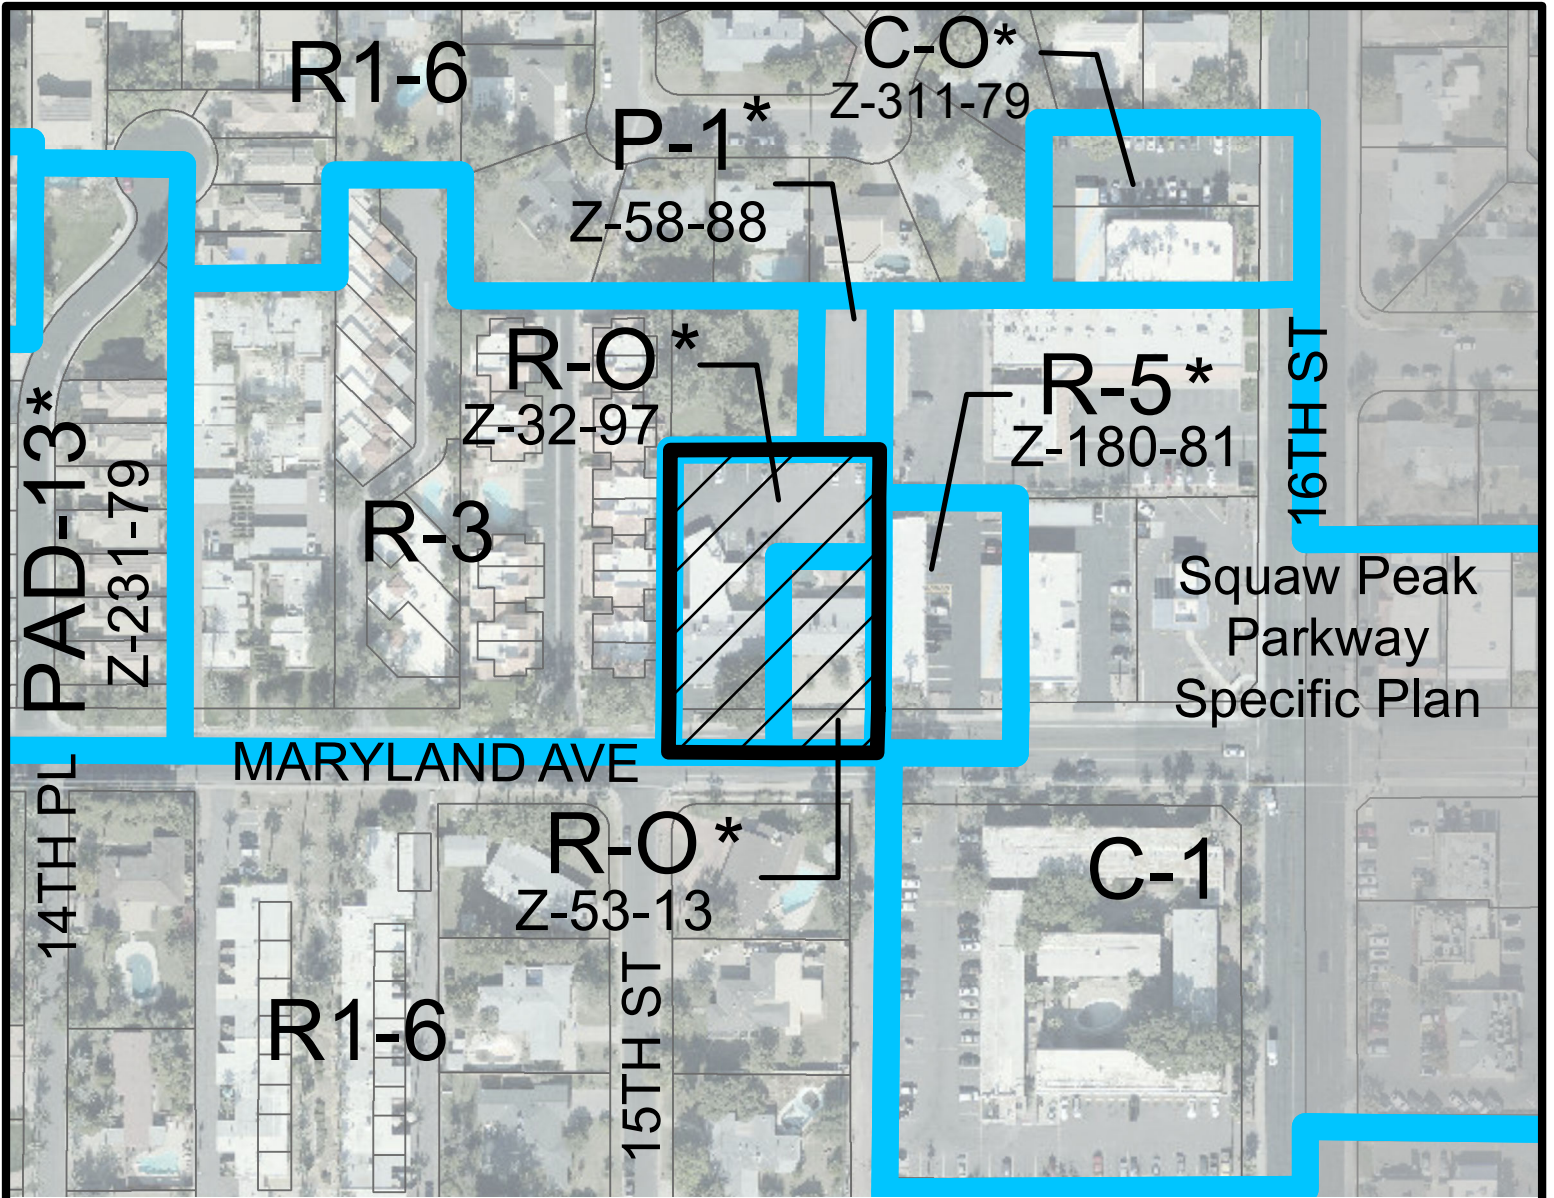 R1-6
C-O*
Z-311-79
P-1*
Z-58-88
R-O*
Z-32-97
R-5*
Z-180-81
16TH ST
PAD-13*
Z-231-79
R-3
Squaw Peak
Parkway
Specific Plan
MARYLAND AVE
14TH PL
R-O*
Z-53-13
C-1
R1-6
15TH ST